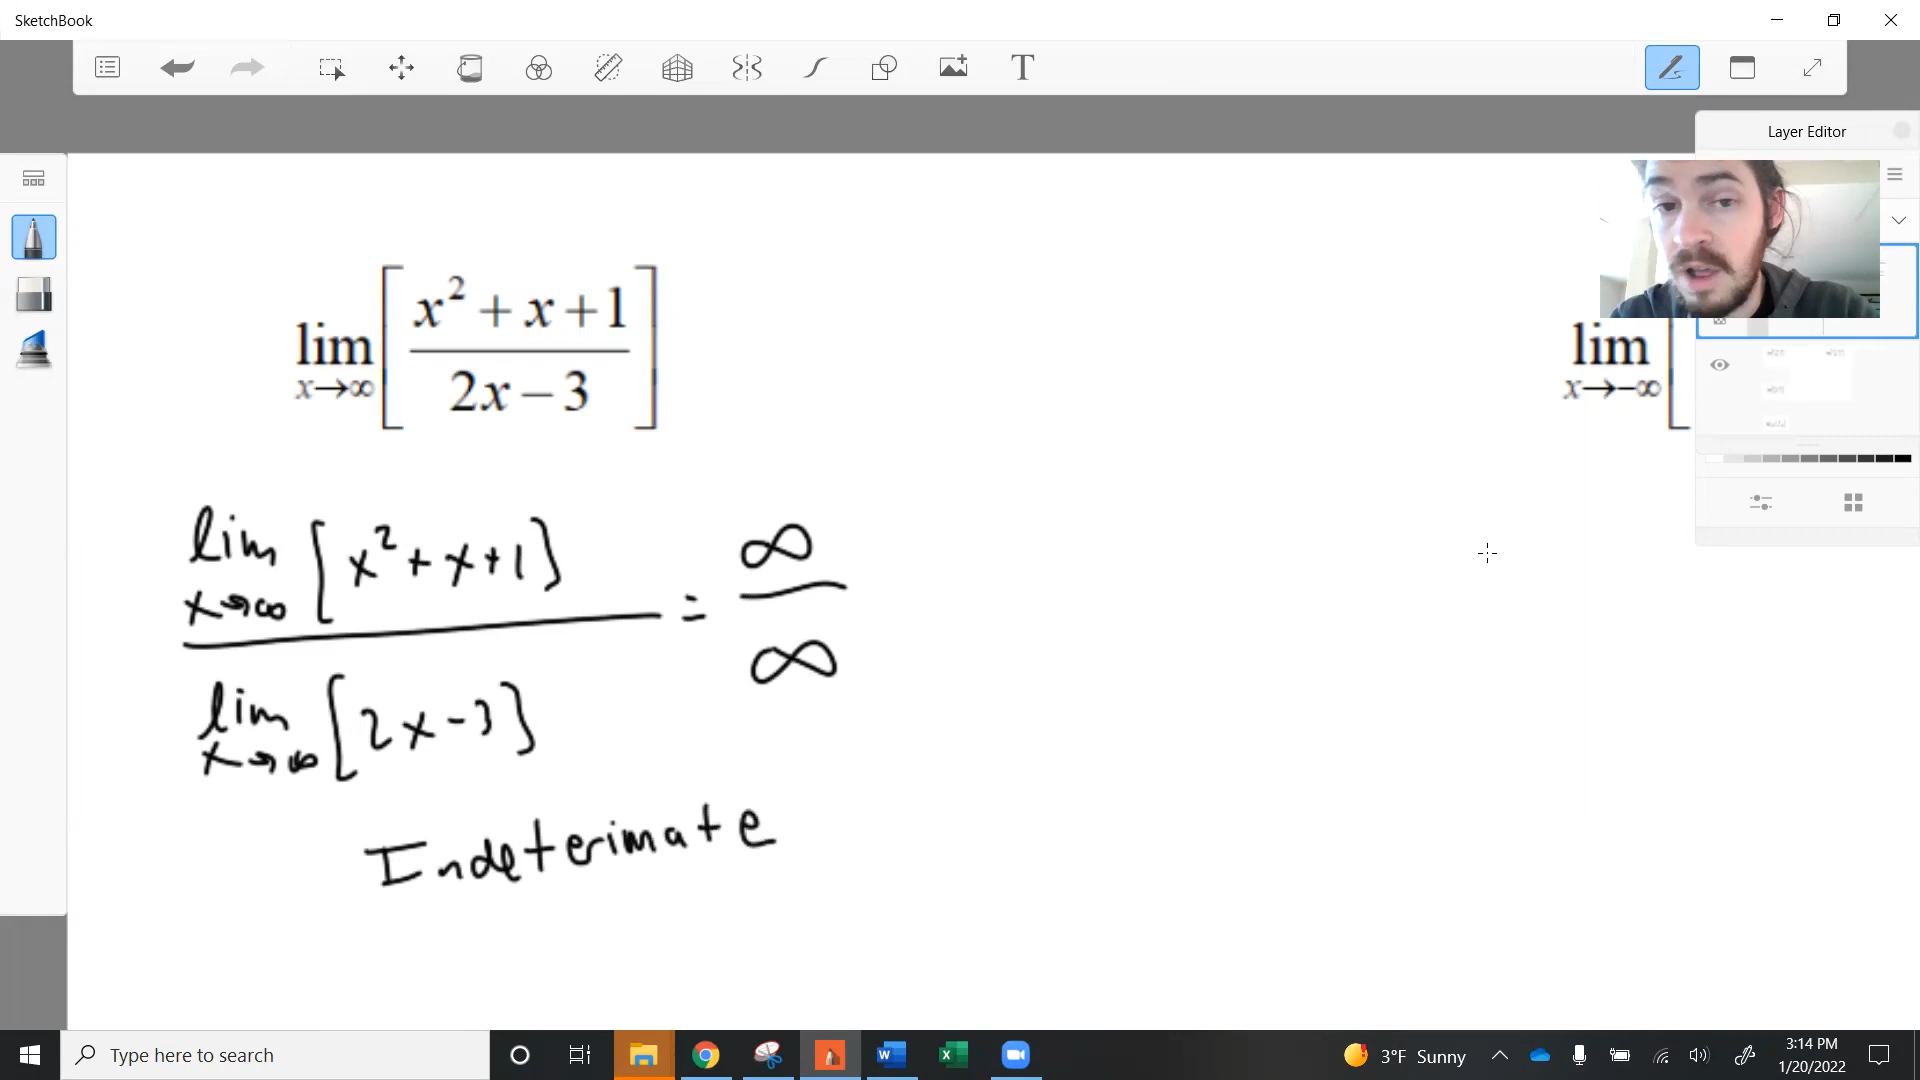 SketchBook
T
Layer Editor
lim x→∞ [ x² + x + 1 / 2x − 3 ]
lim x→−∞ [
lim x→∞ [x² + x + 1]
= ∞ / ∞
lim x→∞ [2x − 3]
Indeterimate
Type here to search
3°F Sunny
3:14 PM
1/20/2022